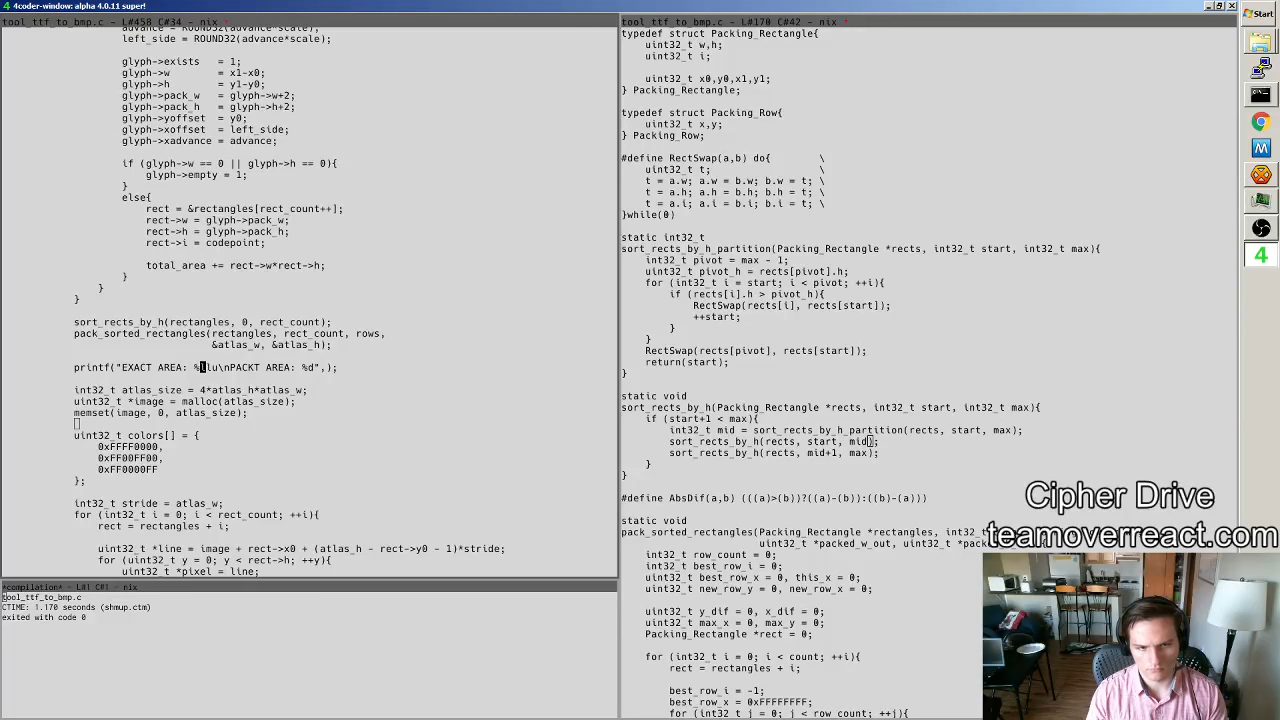 4coder-window: alpha 4.0.11 super!
tool_ttf_to_bmp.c - L#458 C#34 - nix *
advance = ROUND32(advance*scale);
left_side = ROUND32(advance*scale);
glyph->exists = 1;
glyph->w = x1-x0;
glyph->h = y1-y0;
glyph->pack_w = glyph->w+2;
glyph->pack_h = glyph->h+2;
glyph->yoffset = y0;
glyph->xoffset = left_side;
glyph->xadvance = advance;
if (glyph->w == 0 || glyph->h == 0){
glyph->empty = 1;
}
else{
rect = &rectangles[rect_count++];
rect->w = glyph->pack_w;
rect->h = glyph->pack_h;
rect->i = codepoint;
total_area += rect->w*rect->h;
}
}
}
sort_rects_by_h(rectangles, 0, rect_count);
pack_sorted_rectangles(rectangles, rect_count, rows,
&atlas_w, &atlas_h);
printf("EXACT AREA: %llu\nPACKT AREA: %d",);
int32_t atlas_size = 4*atlas_h*atlas_w;
uint32_t *image = malloc(atlas_size);
memset(image, 0, atlas_size);
uint32_t colors[] = {
0xFFFF0000,
0xFF00FF00,
0xFF0000FF
};
int32_t stride = atlas_w;
for (int32_t i = 0; i < rect_count; ++i){
rect = rectangles + i;
uint32_t *line = image + rect->x0 + (atlas_h - rect->y0 - 1)*stride;
for (uint32_t y = 0; y < rect->h; ++y){
uint32_t *pixel = line;
*compilation* - L#1 C#1 - nix
tool_ttf_to_bmp.c
CTIME: 1.170 seconds (shmup.ctm)
exited with code 0
tool_ttf_to_bmp.c - L#170 C#42 - nix *
typedef struct Packing_Rectangle{
uint32_t w,h;
uint32_t i;
uint32_t x0,y0,x1,y1;
} Packing_Rectangle;
typedef struct Packing_Row{
uint32_t x,y;
} Packing_Row;
#define RectSwap(a,b) do{ \
uint32_t t; \
t = a.w; a.w = b.w; b.w = t; \
t = a.h; a.h = b.h; b.h = t; \
t = a.i; a.i = b.i; b.i = t; \
}while(0)
static int32_t
sort_rects_by_h_partition(Packing_Rectangle *rects, int32_t start, int32_t max){
int32_t pivot = max - 1;
uint32_t pivot_h = rects[pivot].h;
for (int32_t i = start; i < pivot; ++i){
if (rects[i].h > pivot_h){
RectSwap(rects[i], rects[start]);
++start;
}
}
RectSwap(rects[pivot], rects[start]);
return(start);
}
static void
sort_rects_by_h(Packing_Rectangle *rects, int32_t start, int32_t max){
if (start+1 < max){
int32_t mid = sort_rects_by_h_partition(rects, start, max);
sort_rects_by_h(rects, start, mid);
sort_rects_by_h(rects, mid+1, max);
}
}
#define AbsDif(a,b) (((a)>(b))?((a)-(b)):((b)-(a)))
static void
pack_sorted_rectangles(Packing_Rectangle *rectangles,
uint32_t *packed_w_out, uint32_t
int32_t row_count = 0;
int32_t best_row_i = 0;
uint32_t best_row_x = 0, this_x = 0;
uint32_t new_row_y = 0, new_row_x = 0;
uint32_t y_dif = 0, x_dif = 0;
uint32_t max_x = 0, max_y = 0;
Packing_Rectangle *rect = 0;
for (int32_t i = 0; i < count; ++i){
rect = rectangles + i;
best_row_i = -1;
best_row_x = 0xFFFFFFFF;
for (int32_t j = 0; j < row_count; ++j){
Start
M
4
Cipher Drive
teamoverreact.com